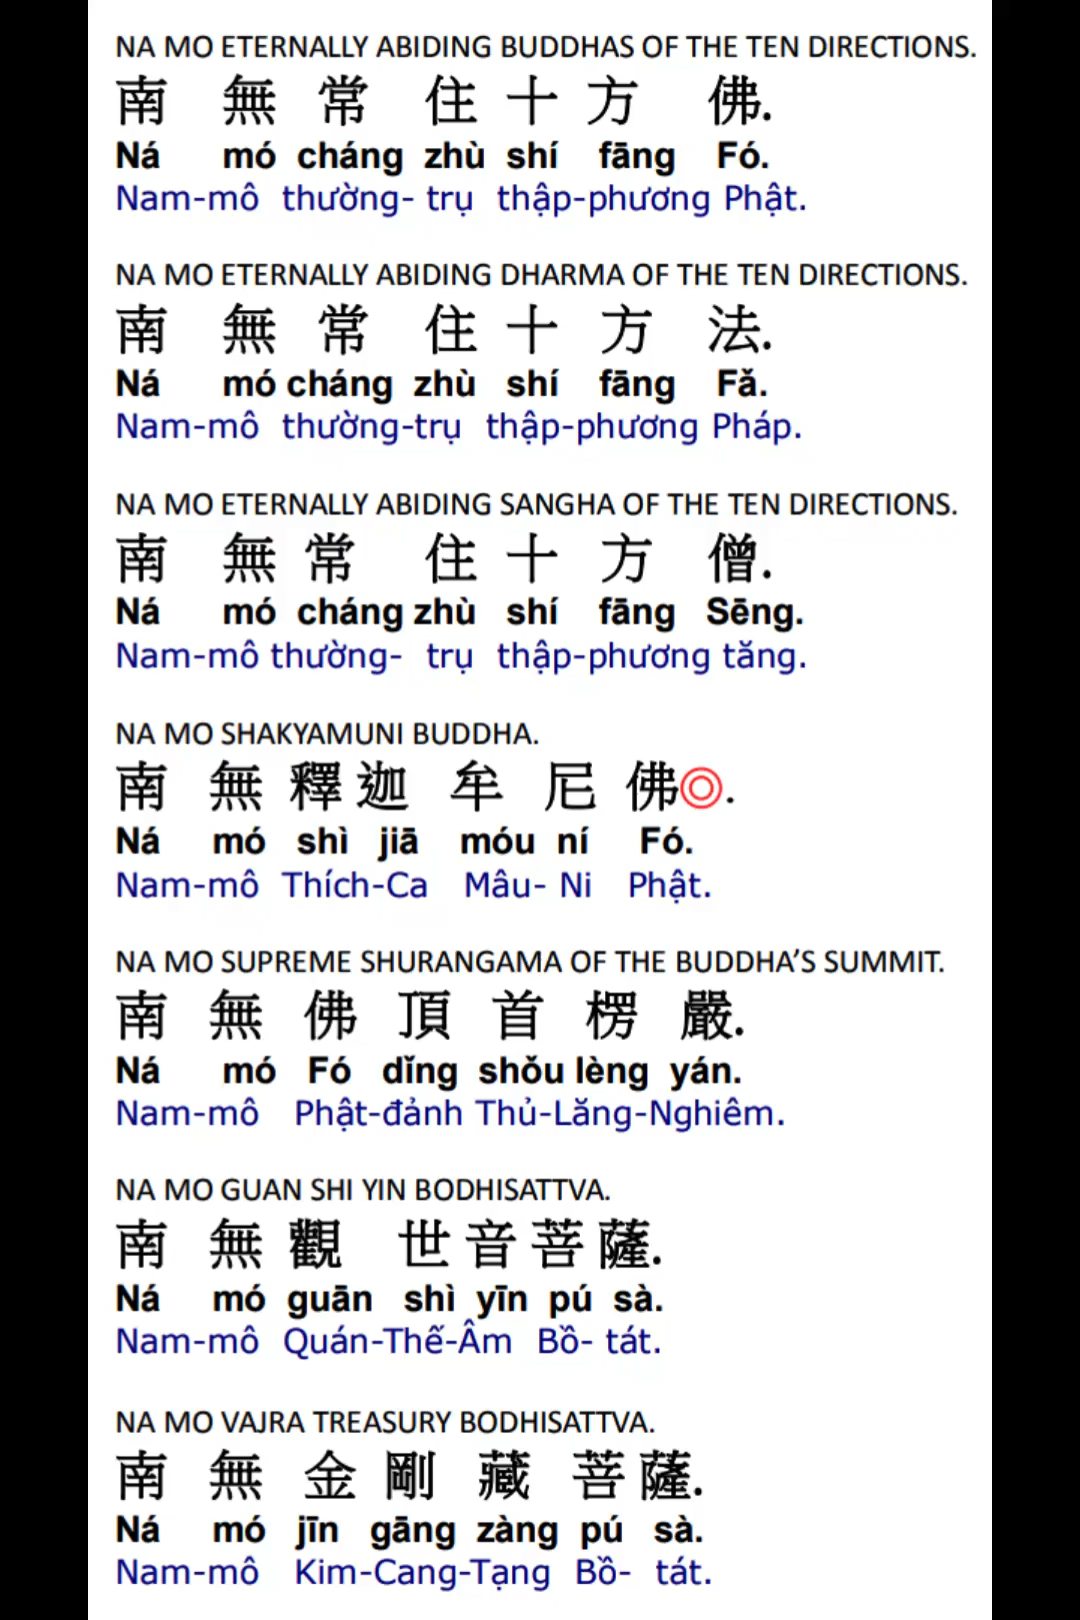 NA MO ETERNALLY ABIDING BUDDHAS OF THE TEN DIRECTIONS.
南 無 常 住 十 方 佛.
Ná mó cháng zhù shí fāng Fó.
Nam-mô thường- trụ thập-phương Phật.
NA MO ETERNALLY ABIDING DHARMA OF THE TEN DIRECTIONS.
南 無 常 住 十 方 法.
Ná mó cháng zhù shí fāng Fǎ.
Nam-mô thường-trụ thập-phương Pháp.
NA MO ETERNALLY ABIDING SANGHA OF THE TEN DIRECTIONS.
南 無 常 住 十 方 僧.
Ná mó cháng zhù shí fāng Sēng.
Nam-mô thường- trụ thập-phương tăng.
NA MO SHAKYAMUNI BUDDHA.
南 無 釋 迦 牟 尼 佛◎.
Ná mó shì jiā móu ní Fó.
Nam-mô Thích-Ca Mâu- Ni Phật.
NA MO SUPREME SHURANGAMA OF THE BUDDHA’S SUMMIT.
南 無 佛 頂 首 楞 嚴.
Ná mó Fó dǐng shǒu lèng yán.
Nam-mô Phật-đảnh Thủ-Lăng-Nghiêm.
NA MO GUAN SHI YIN BODHISATTVA.
南 無 觀 世 音 菩 薩.
Ná mó guān shì yīn pú sà.
Nam-mô Quán-Thế-Âm Bồ- tát.
NA MO VAJRA TREASURY BODHISATTVA.
南 無 金 剛 藏 菩 薩.
Ná mó jīn gāng zàng pú sà.
Nam-mô Kim-Cang-Tạng Bồ- tát.